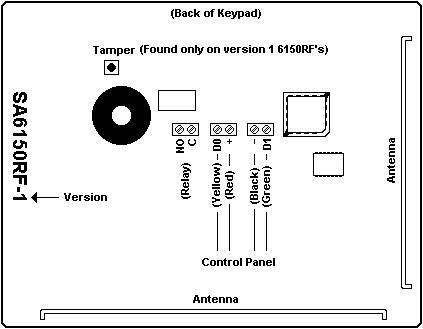 (Back of Keypad)
Tamper (Found only on version 1 6150RF's)
SA6150RF-1
Version
NO
C
(Relay)
(Yellow) - D0
(Red) - +
(Black) - -
(Green) - D1
Control Panel
Antenna
Antenna